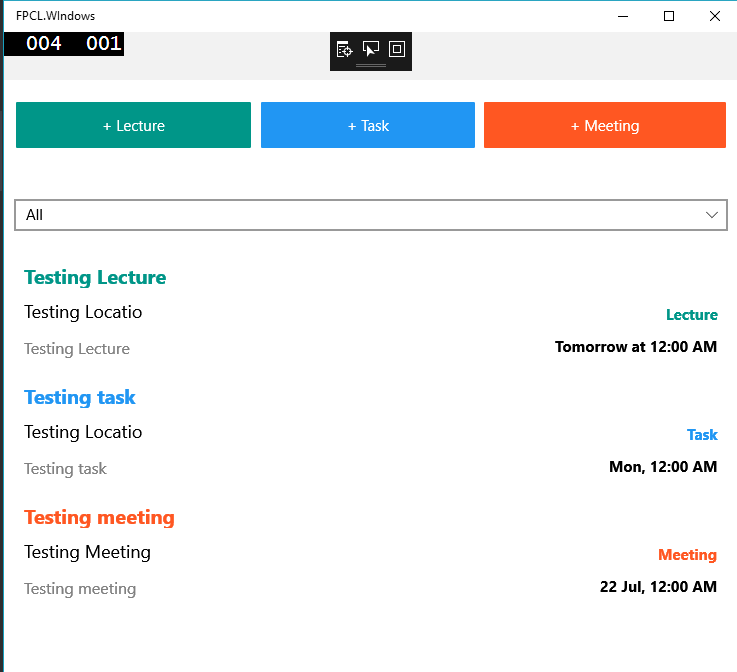 FPCL.WIndows
004 001
+ Lecture + Task + Meeting
All
Testing Lecture
Testing Locatio
Lecture
Testing Lecture
Tomorrow at 12:00 AM
Testing task
Testing Locatio
Task
Testing task
Mon, 12:00 AM
Testing meeting
Testing Meeting
Meeting
Testing meeting
22 Jul, 12:00 AM